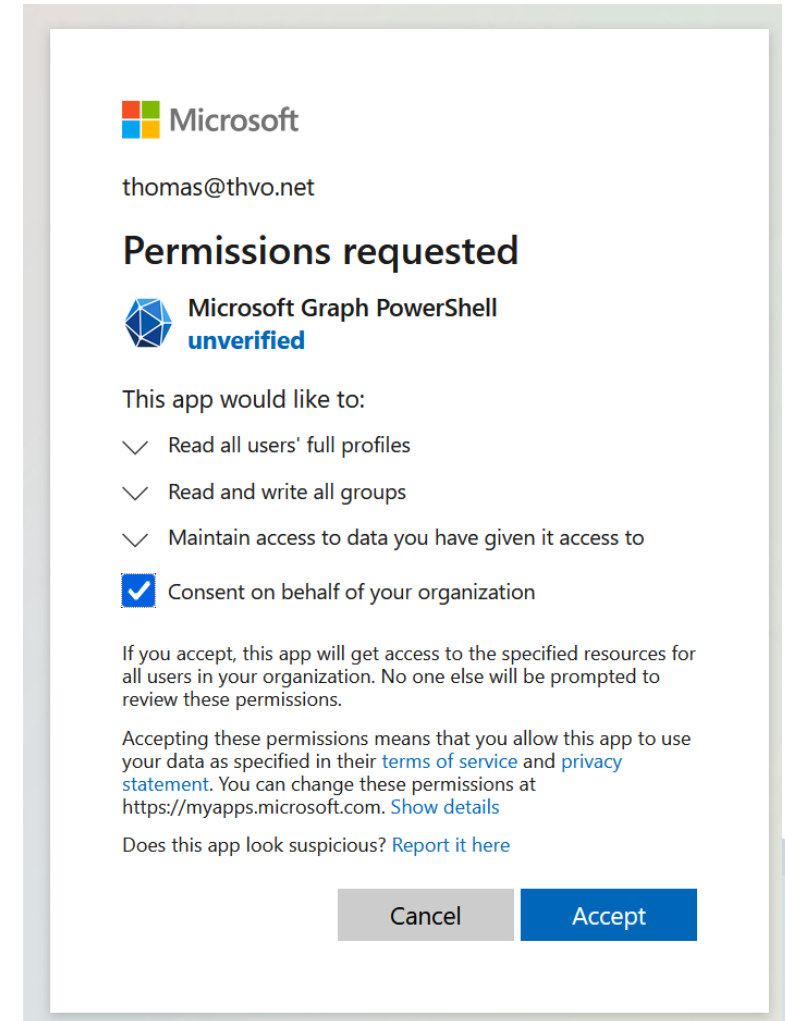 Microsoft
thomas@thvo.net
Permissions requested
Microsoft Graph PowerShell
unverified
This app would like to:
Read all users' full profiles
Read and write all groups
Maintain access to data you have given it access to
Consent on behalf of your organization
If you accept, this app will get access to the specified resources for
all users in your organization. No one else will be prompted to
review these permissions.
Accepting these permissions means that you allow this app to use
your data as specified in their terms of service and privacy
statement. You can change these permissions at
https://myapps.microsoft.com. Show details
Does this app look suspicious? Report it here
Cancel Accept